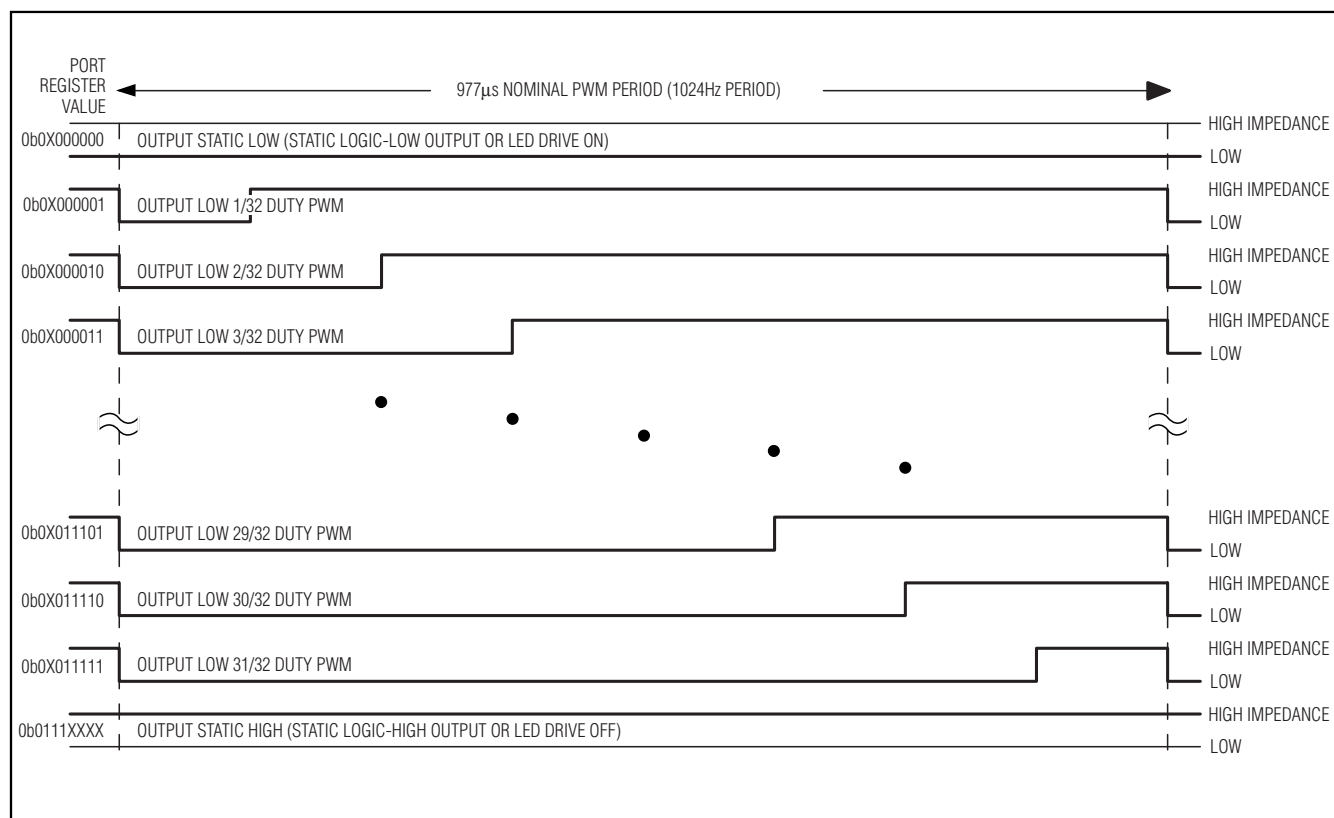 PORT
REGISTER
VALUE
977μs NOMINAL PWM PERIOD (1024Hz PERIOD)
0b0X000000 OUTPUT STATIC LOW (STATIC LOGIC-LOW OUTPUT OR LED DRIVE ON) HIGH IMPEDANCE
LOW
0b0X000001 OUTPUT LOW 1/32 DUTY PWM HIGH IMPEDANCE
LOW
0b0X000010 OUTPUT LOW 2/32 DUTY PWM HIGH IMPEDANCE
LOW
0b0X000011 OUTPUT LOW 3/32 DUTY PWM HIGH IMPEDANCE
LOW
0b0X011101 OUTPUT LOW 29/32 DUTY PWM HIGH IMPEDANCE
LOW
0b0X011110 OUTPUT LOW 30/32 DUTY PWM HIGH IMPEDANCE
LOW
0b0X011111 OUTPUT LOW 31/32 DUTY PWM HIGH IMPEDANCE
LOW
0b0111XXXX OUTPUT STATIC HIGH (STATIC LOGIC-HIGH OUTPUT OR LED DRIVE OFF) HIGH IMPEDANCE
LOW